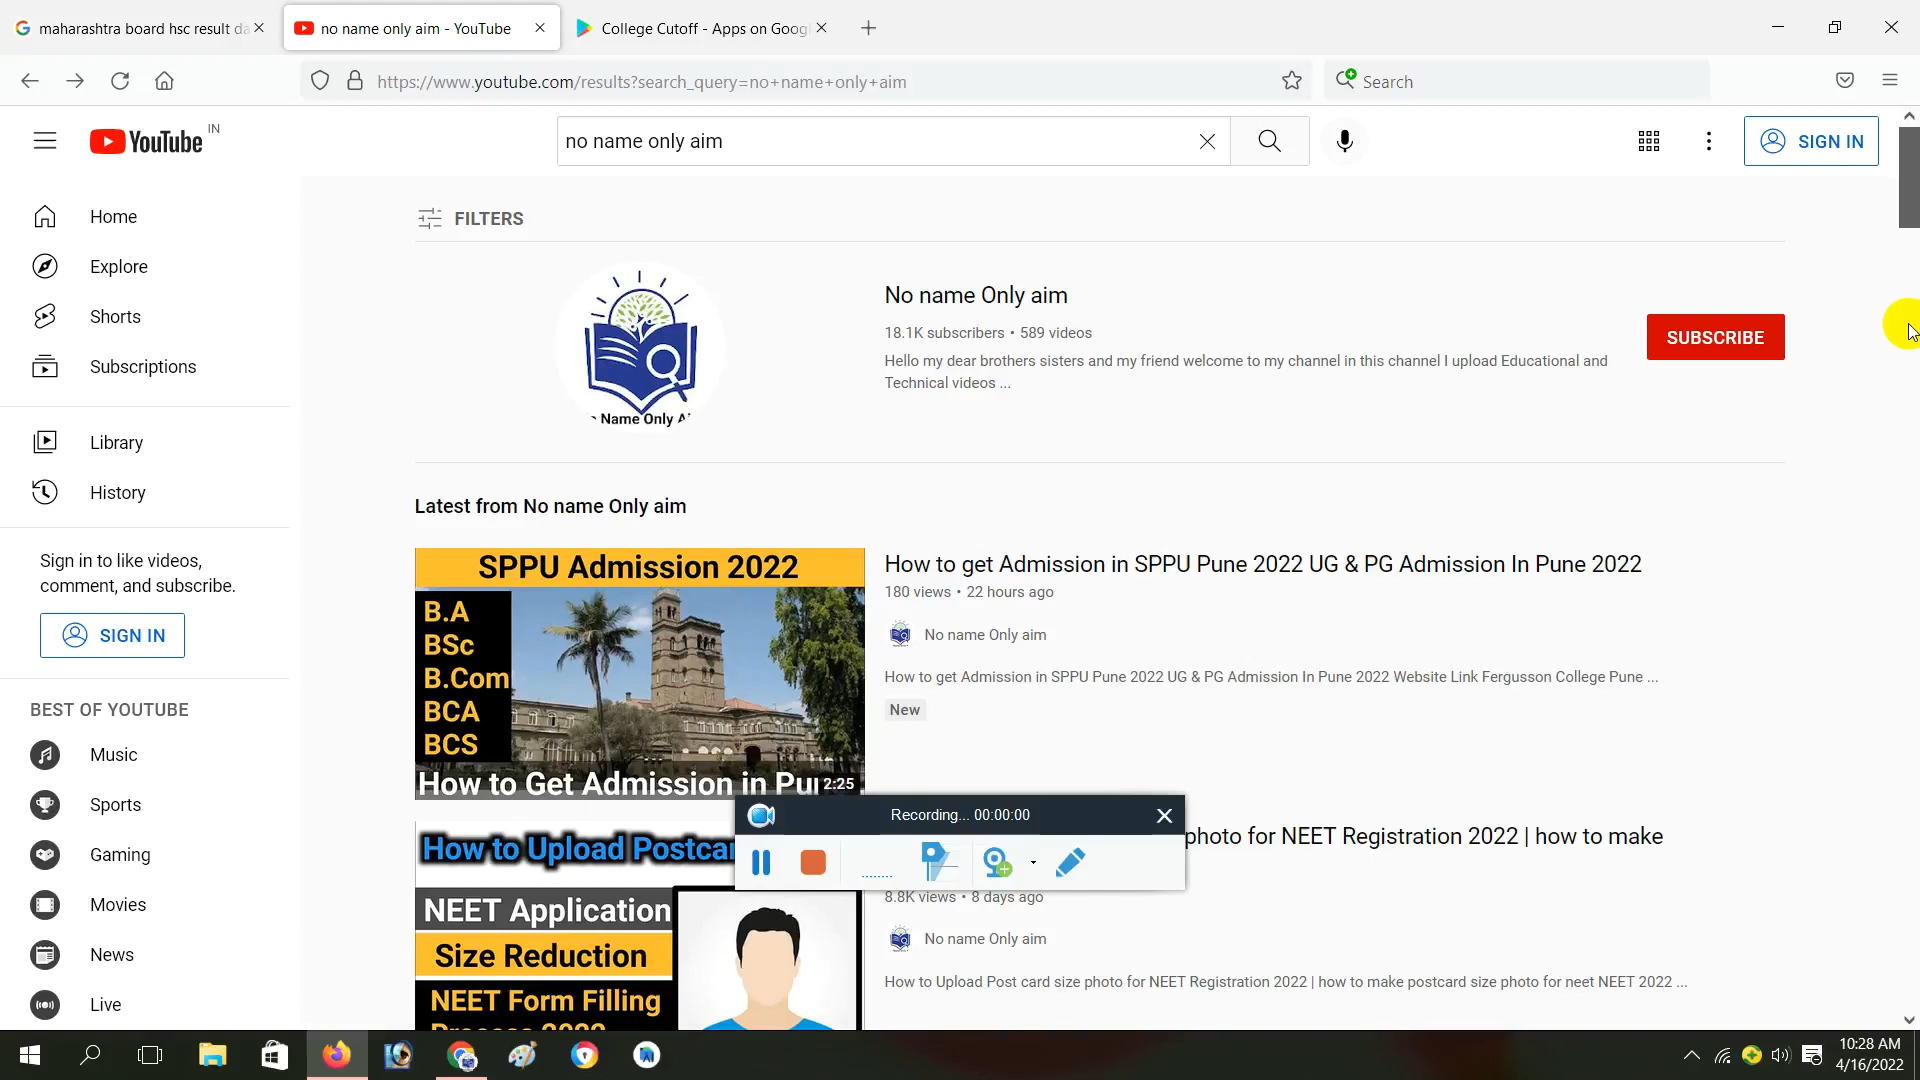 maharashtra board hsc result da
no name only aim - YouTube
College Cutoff - Apps on Googl
https://www.youtube.com/results?search_query=no+name+only+aim
Search
YouTube IN
no name only aim
SIGN IN
Home
Explore
Shorts
Subscriptions
Library
History
Sign in to like videos,
comment, and subscribe.
SIGN IN
BEST OF YOUTUBE
Music
Sports
Gaming
Movies
News
Live
FILTERS
Name Only
No name Only aim
18.1K subscribers • 589 videos
Hello my dear brothers sisters and my friend welcome to my channel in this channel I upload Educational and
Technical videos ...
SUBSCRIBE
Latest from No name Only aim
SPPU Admission 2022
B.A
BSc
B.Com
BCA
BCS
How to Get Admission in Pu
2:25
How to get Admission in SPPU Pune 2022 UG & PG Admission In Pune 2022
180 views • 22 hours ago
No name Only aim
How to get Admission in SPPU Pune 2022 UG & PG Admission In Pune 2022 Website Link Fergusson College Pune ...
New
Recording... 00:00:00
How to Upload Postcar
NEET Application
Size Reduction
NEET Form Filling
Process 2022
photo for NEET Registration 2022 | how to make
8.8K views • 8 days ago
No name Only aim
How to Upload Post card size photo for NEET Registration 2022 | how to make postcard size photo for neet NEET 2022 ...
10:28 AM
4/16/2022